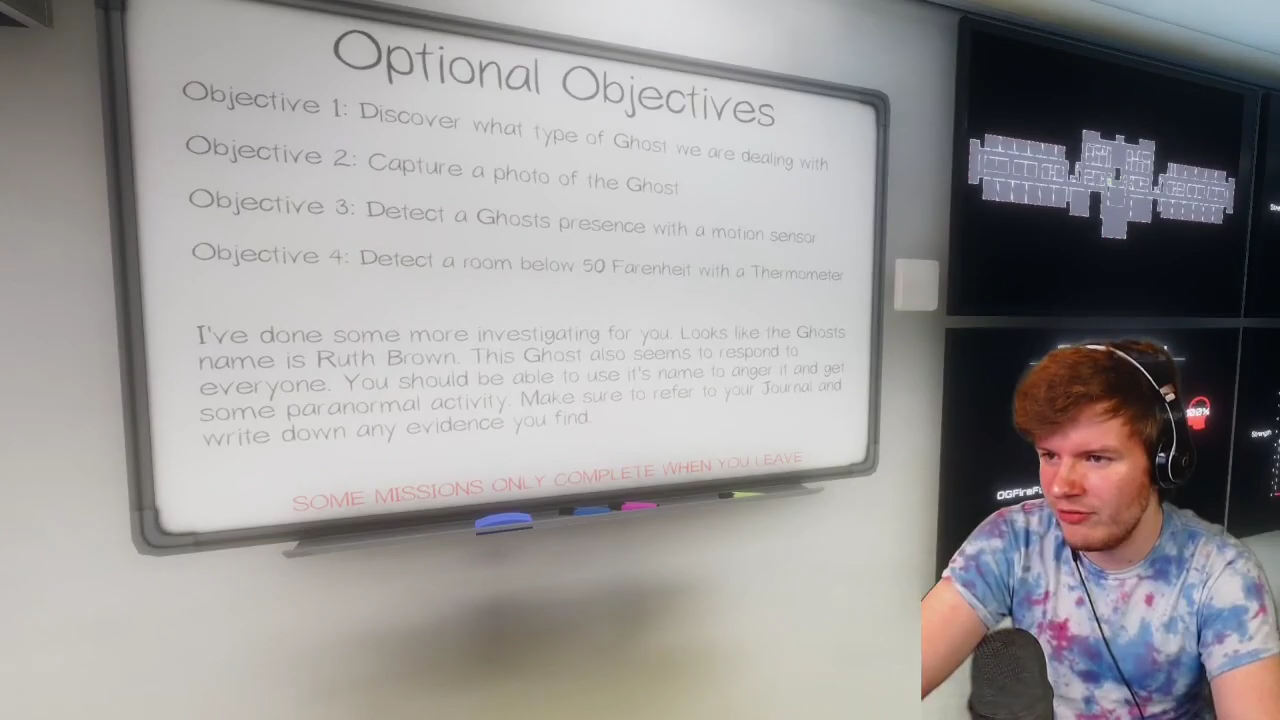 Optional Objectives
Objective 1: Discover what type of Ghost we are dealing with
Objective 2: Capture a photo of the Ghost
Objective 3: Detect a Ghosts presence with a motion sensor
Objective 4: Detect a room below 50 Farenheit with a Thermometer
I've done some more investigating for you. Looks like the Ghosts
name is Ruth Brown. This Ghost also seems to respond to
everyone. You should be able to use it's name to anger it and get
some paranormal activity. Make sure to refer to your Journal and
write down any evidence you find.
SOME MISSIONS ONLY COMPLETE WHEN YOU LEAVE
100%
Strength